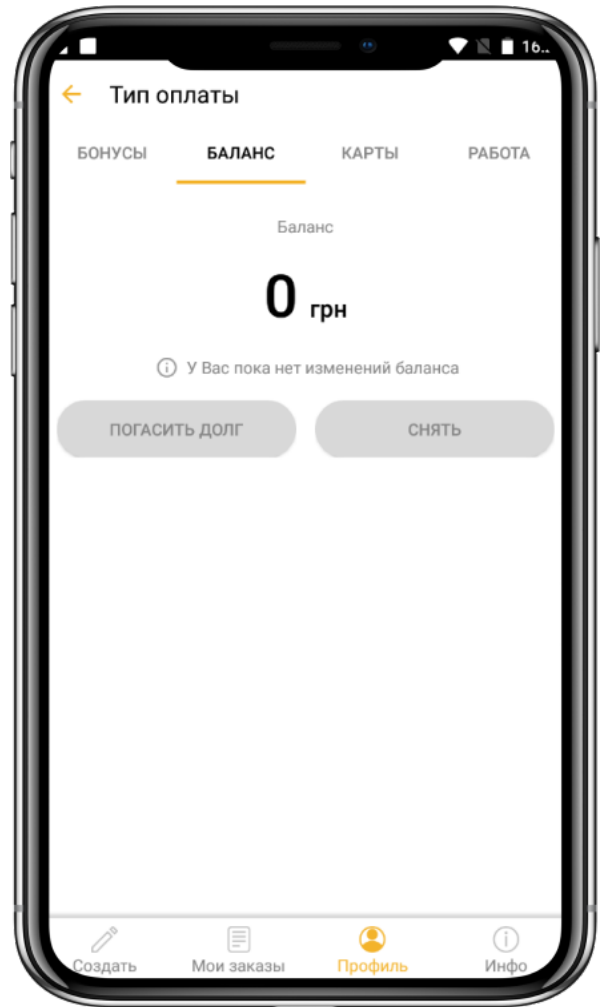 16..
Тип оплаты
БОНУСЫ БАЛАНС КАРТЫ РАБОТА
Баланс
0 грн
У Вас пока нет изменений баланса
ПОГАСИТЬ ДОЛГ СНЯТЬ
Создать Мои заказы Профиль Инфо